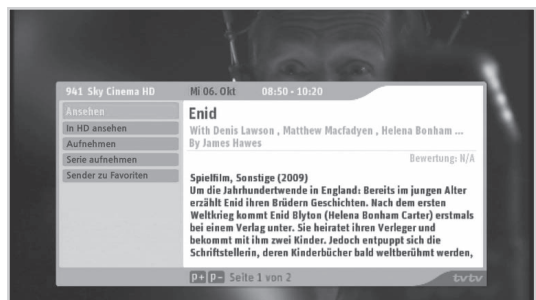 941 Sky Cinema HD
Mi 06. Okt 08:50 - 10:20
Ansehen
In HD ansehen
Aufnehmen
Serie aufnehmen
Sender zu Favoriten
Enid
With Denis Lawson , Matthew Macfadyen , Helena Bonham ...
By James Hawes
Bewertung: N/A
Spielfilm, Sonstige (2009)
Um die Jahrhundertwende in England: Bereits im jungen Alter
erzählt Enid ihren Brüdern Geschichten. Nach dem ersten
Weltkrieg kommt Enid Blyton (Helena Bonham Carter) erstmals
bei einem Verlag unter. Sie heiratet ihren Verleger und
bekommt mit ihm zwei Kinder. Jedoch entpuppt sich die
Schriftstellerin, deren Kinderbücher bald weltberühmt werden,
P+ P- Seite 1 von 2
tvtv